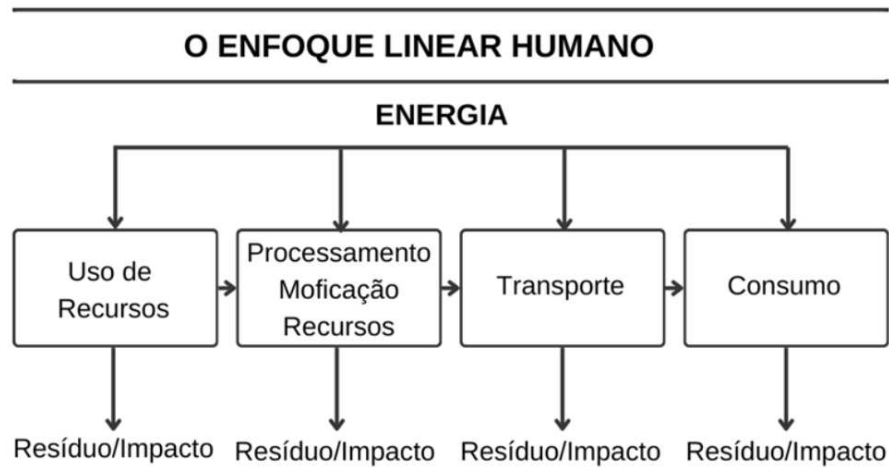 O ENFOQUE LINEAR HUMANO
ENERGIA
Uso de
Recursos
Processamento
Moficação
Recursos
Transporte
Consumo
Resíduo/Impacto
Resíduo/Impacto
Resíduo/Impacto
Resíduo/Impacto